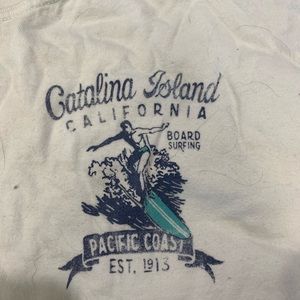 Catalina Island
CALIFORNIA
BOARD
SURFING
PACIFIC COAST
EST. 1913